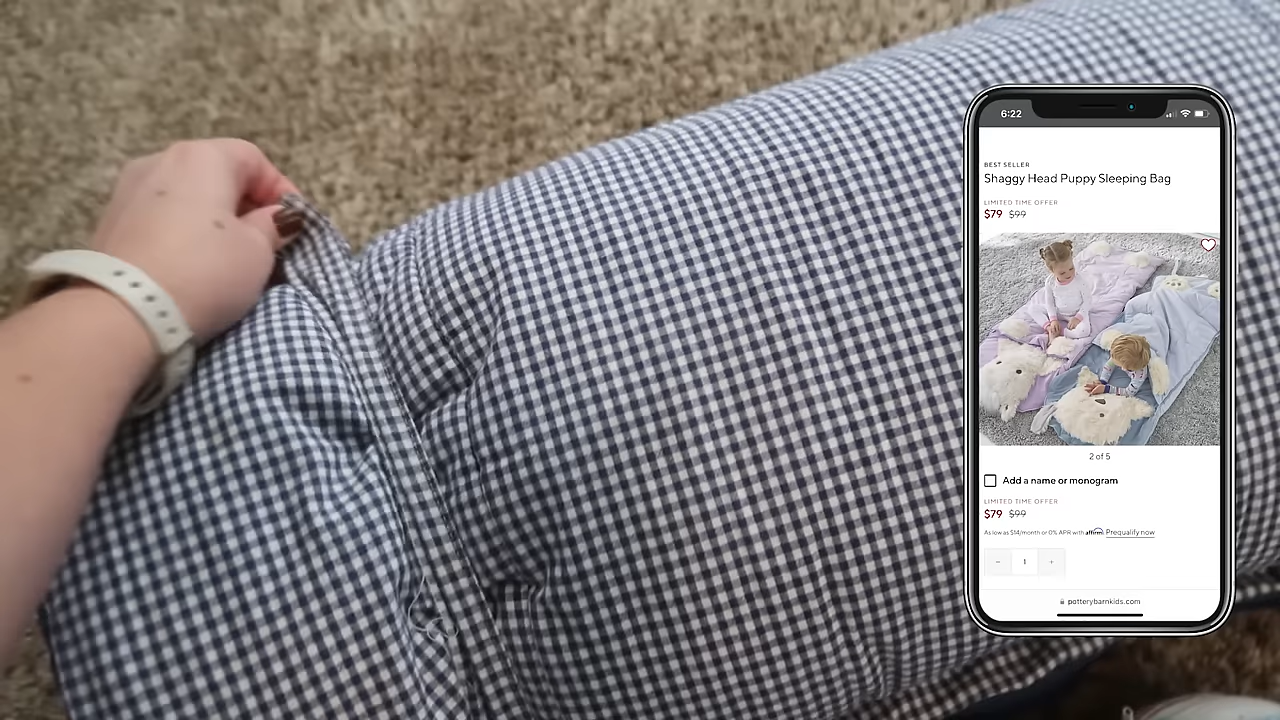 6:22
BEST SELLER
Shaggy Head Puppy Sleeping Bag
LIMITED TIME OFFER
$79 $99
2 of 5
Add a name or monogram
LIMITED TIME OFFER
$79 $99
As low as $14/month or 0% APR with affirm Prequalify now
- 1 +
potterybarnkids.com